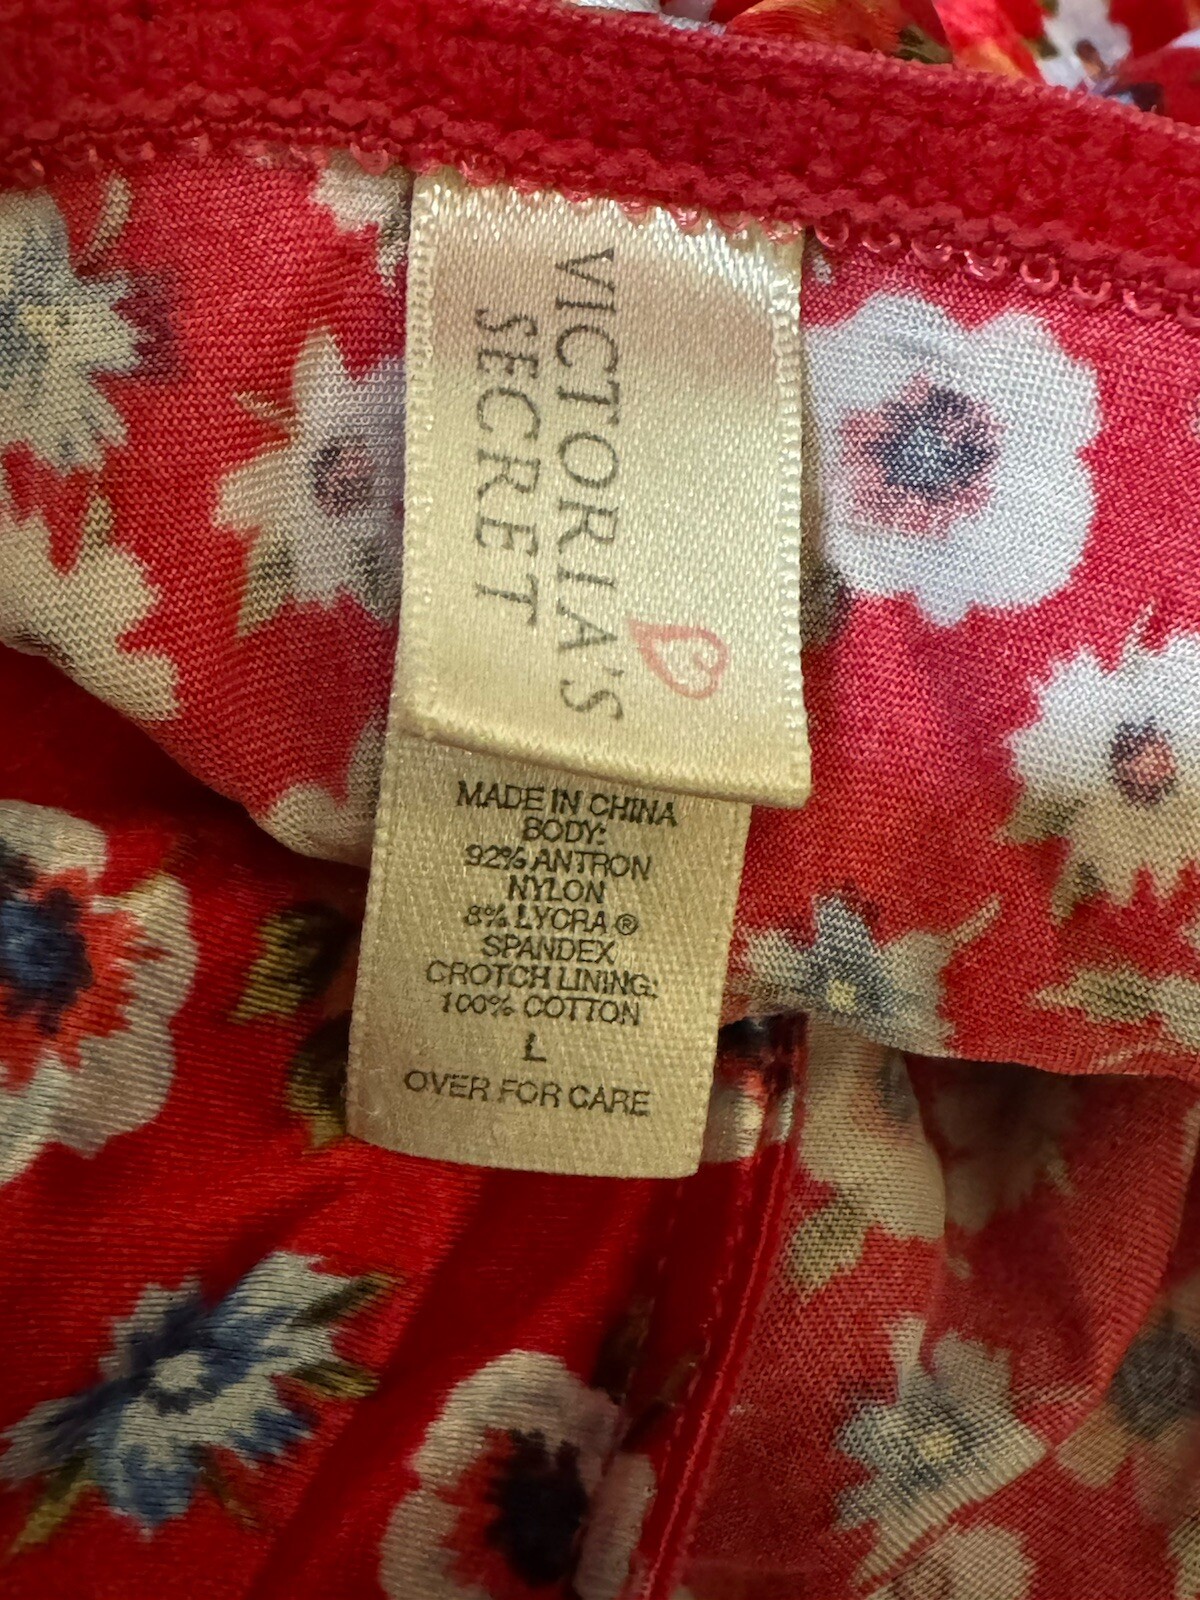 VICTORIA'S
SECRET
MADE IN CHINA
BODY:
92% ANTRON
NYLON
8% LYCRA ®
SPANDEX
CROTCH LINING:
100% COTTON
L
OVER FOR CARE